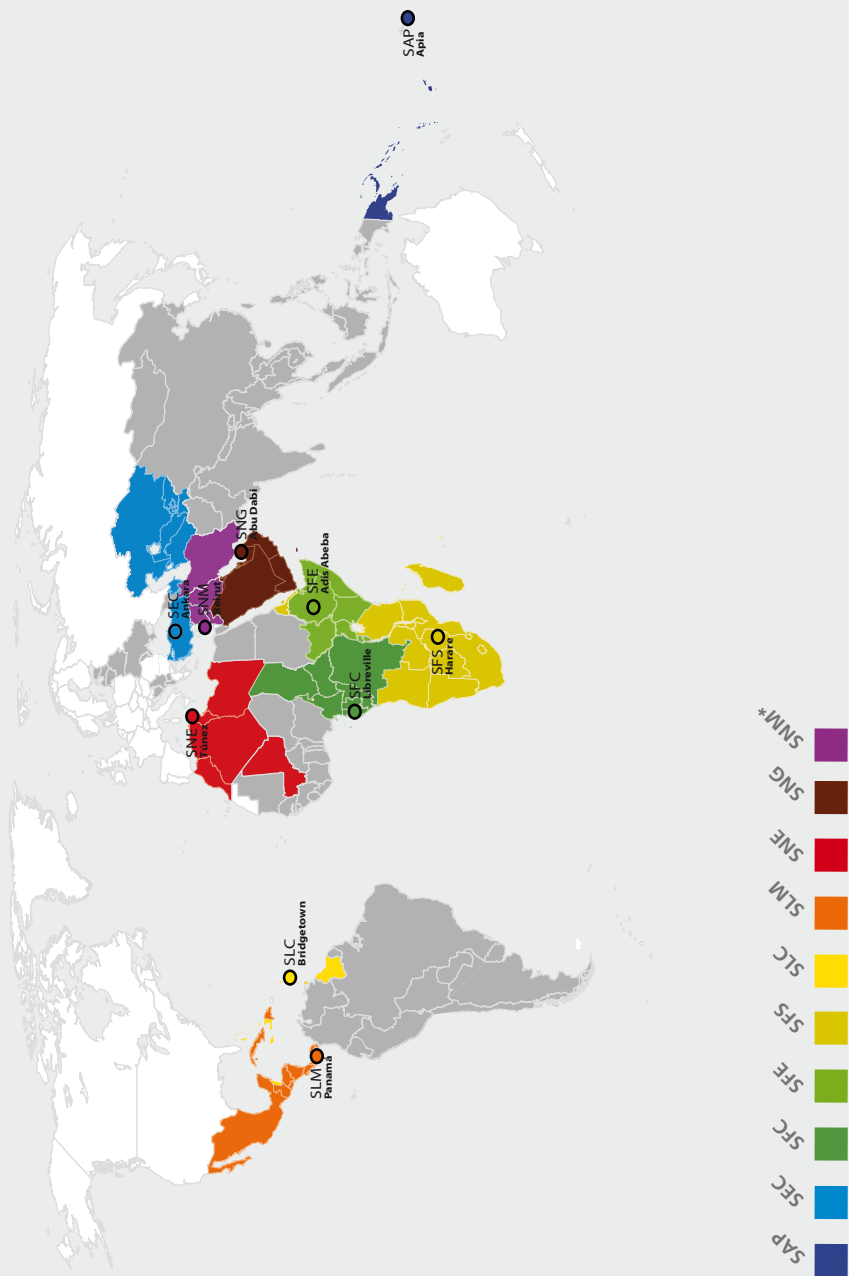 SAP
Apia
SNG
Abu Dabi
SEC
Ankara
SNM
Beirut
SFE
Adis Abeba
SNE
Túnez
SFC
Libreville
SFS
Harare
SLC
Bridgetown
SLM
Panamá
SAP
SEC
SFC
SFE
SFS
SLC
SLM
SNE
SNG
SNM*